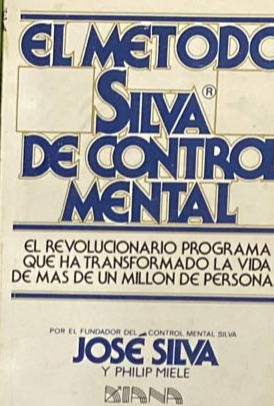 EL METODO
SILVA®
DE CONTROL
MENTAL
EL REVOLUCIONARIO PROGRAMA
QUE HA TRANSFORMADO LA VIDA
DE MAS DE UN MILLON DE PERSONA
POR EL FUNDADOR DEL CONTROL MENTAL SILVA
JOSÉ SILVA
Y PHILIP MIELE
DIANA